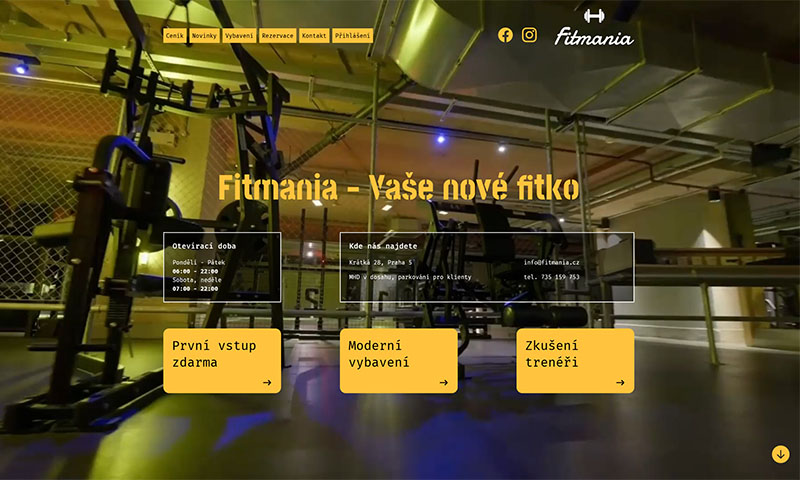 Ceník Novinky Vybavení Rezervace Kontakt Přihlášení
Fitmania
Fitmania - Vaše nové fitko
Otevírací doba
Pondělí - Pátek
06:00 - 22:00
Sobota, neděle
07:00 - 22:00
Kde nás najdete
Krátká 28, Praha 5
MHD v dosahu, parkování pro klienty
info@fitmania.cz
tel. 735 159 753
První vstup
zdarma
Moderní
vybavení
Zkušení
trenéři